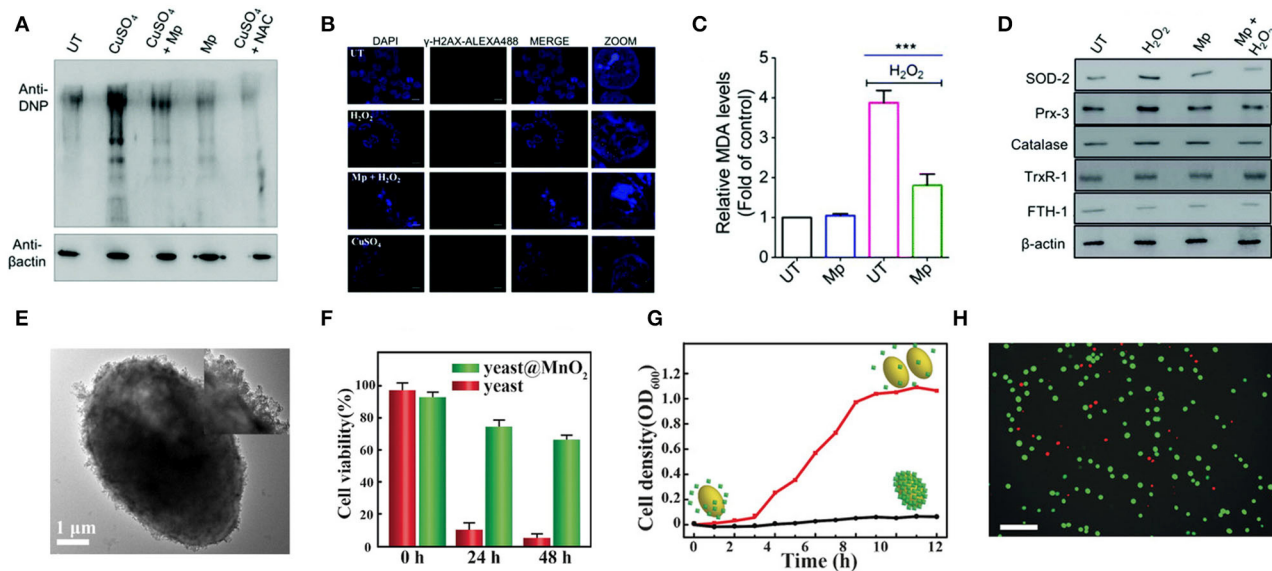 A
UT
CuSO₄
CuSO₄ + Mp
Mp
CuSO₄ + NAC
Anti-
DNP
Anti-
βactin
B
DAPI
γ-H2AX-ALEXA488
MERGE
ZOOM
UT
H₂O₂
Mp + H₂O₂
CuSO₄
C
Relative MDA levels
(Fold of control)
5
4
3
2
1
0
***
H₂O₂
UT
Mp
UT
Mp
D
UT
H₂O₂
Mp
Mp + H₂O₂
SOD-2
Prx-3
Catalase
TrxR-1
FTH-1
β-actin
E
1 μm
F
Cell viability(%)
100
80
60
40
20
0
yeast@MnO₂
yeast
0 h
24 h
48 h
G
Cell density(OD₆₀₀)
1.2
1.0
0.8
0.6
0.4
0.2
0
0
2
4
6
8
10
12
Time (h)
H